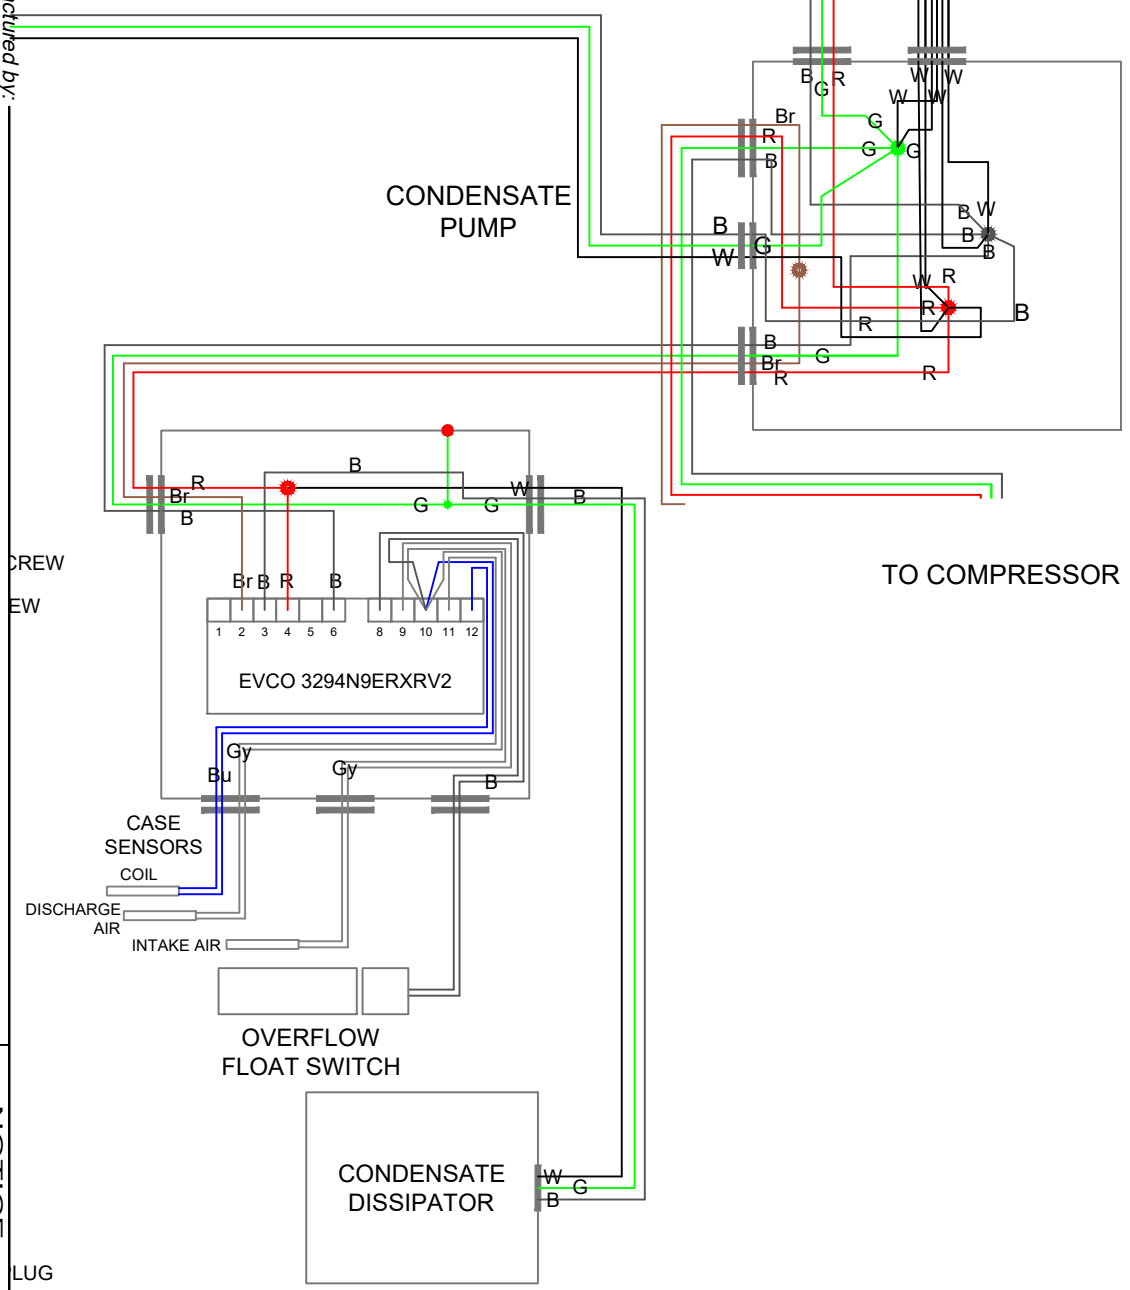 ctured by:
B
G
R
W
W
W
W
Br
R
B
G
G
G
CONDENSATE
PUMP
B
G
W
B
W
B
B
W
R
R
B
R
B
G
Br
R
R
B
R
Br
B
G
G
W
B
CREW
EW
Br
B
R
B
1
2
3
4
5
6
8
9
10
11
12
EVCO 3294N9ERXRV2
TO COMPRESSOR
Gy
Gy
Bu
B
CASE
SENSORS
COIL
DISCHARGE
AIR
INTAKE AIR
OVERFLOW
FLOAT SWITCH
CONDENSATE
DISSIPATOR
W
G
B
PLUG